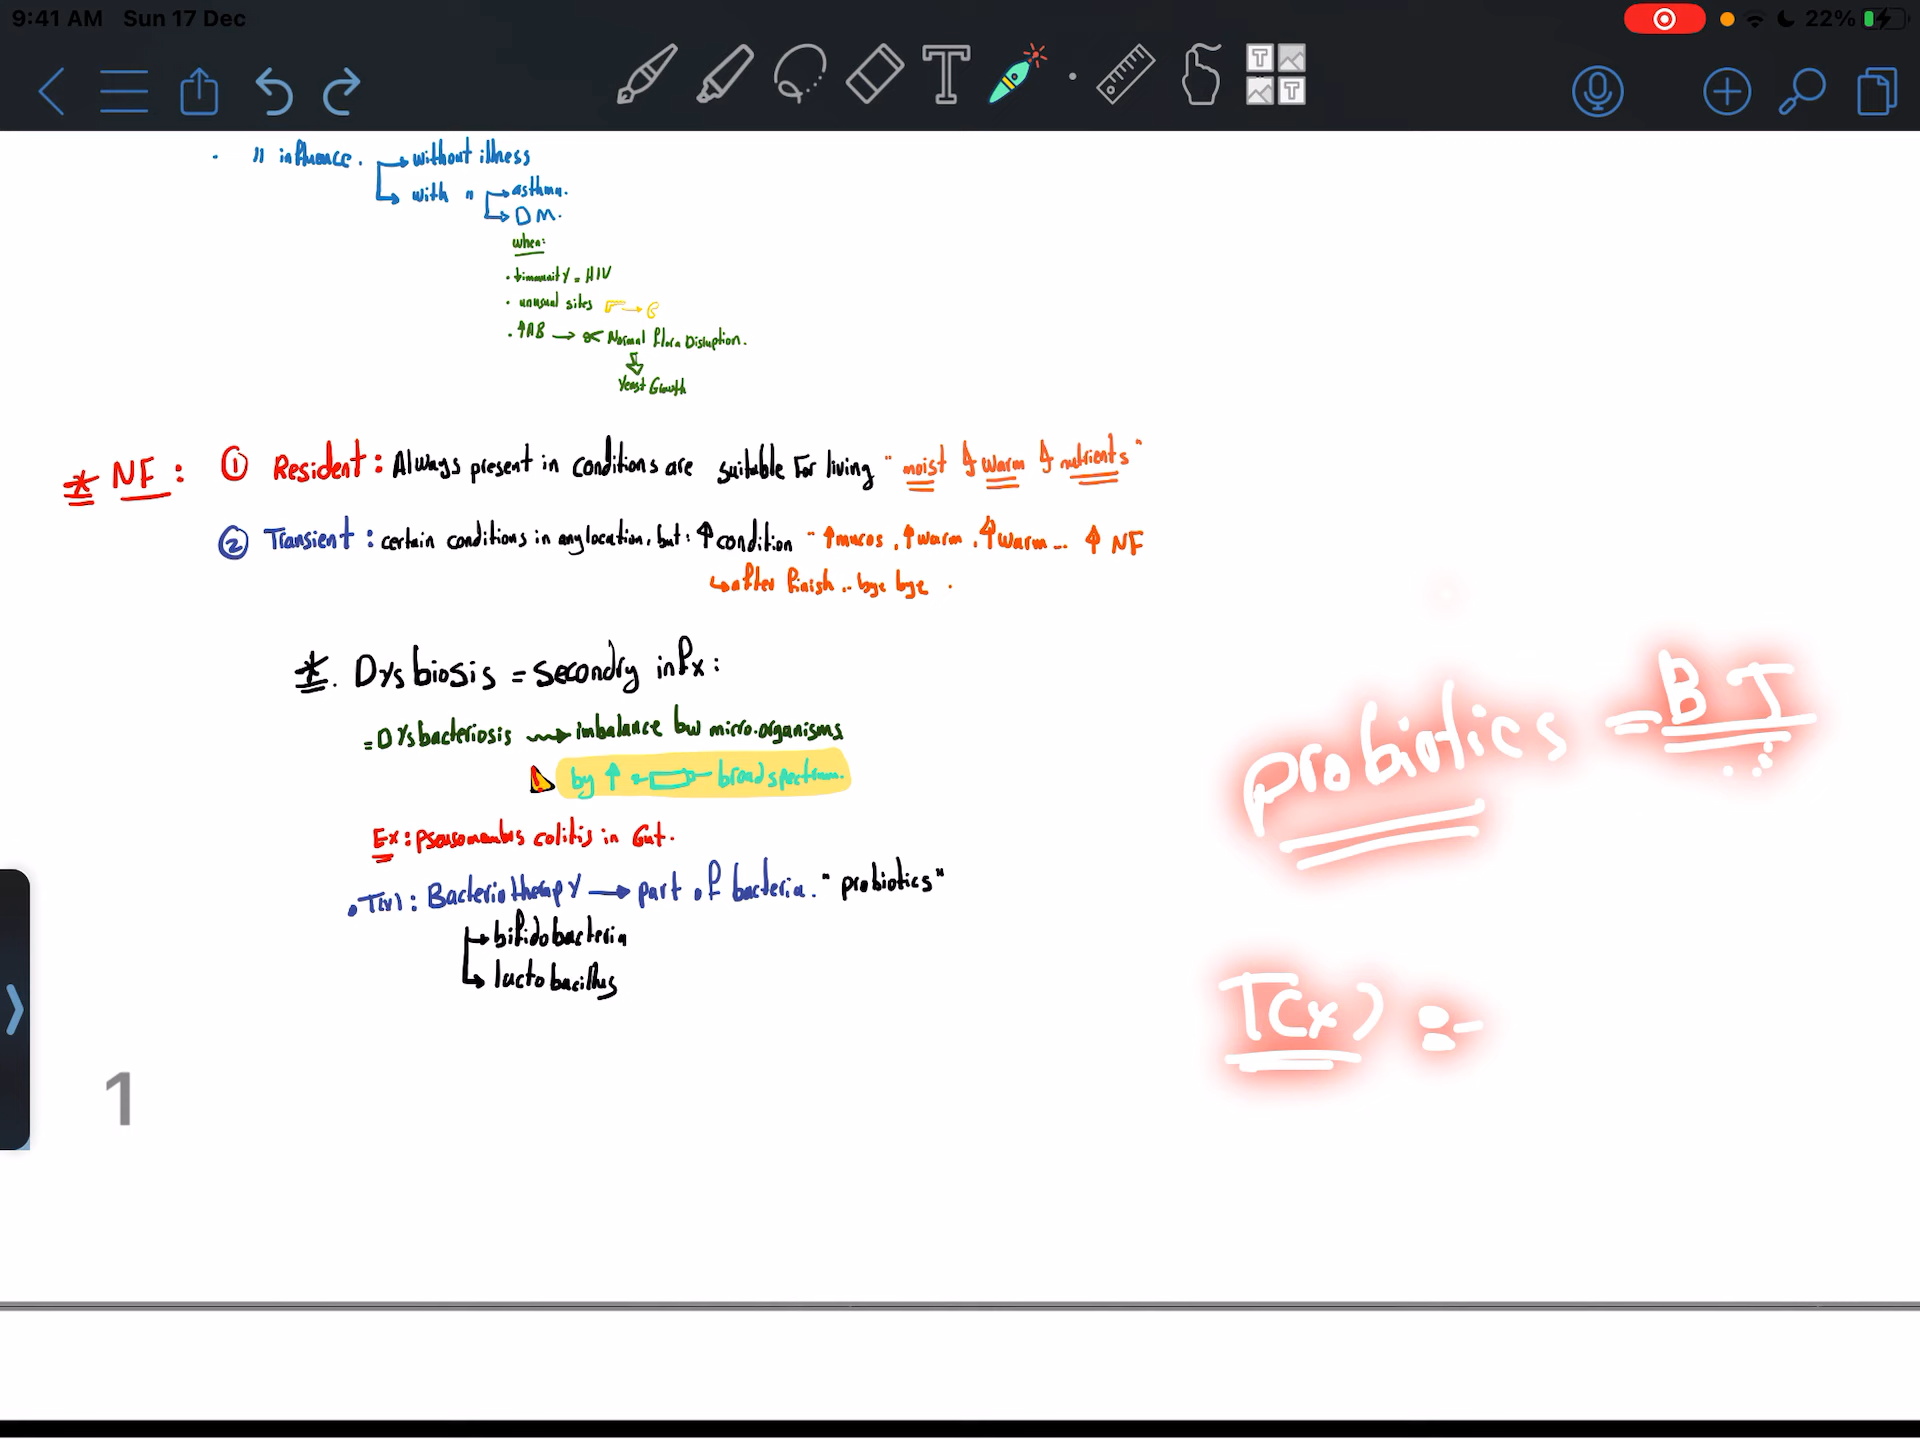 9:41 AM Sun 17 Dec
22%
" influence. → without illness
→ with " → asthma.
→ DM.
when:
• ↓immunity = HIV
• unusual sites
• ↑AB → Normal flora Disruption.
Yeast Growth
* NF : ① Resident : Always present in conditions are suitable for living "moist & warm & nutrients"
② Transient : certain conditions in any location, but : ↑ condition "↑mucos, ↑warm, ↑warm... ↑ NF
↳ after finish .. bye bye .
*. Dysbiosis = secondry infx :
= Dysbacteriosis → imbalance bw micro.organisms
by ↑ broad spectrum.
Ex : pseusomembs colitis in Gut.
• T(x) : Bacteriotherapy → part of bacteria. "probiotics"
→ bifidobacteria
→ lactobacillus
probiotics = BT
T(x) :-
1